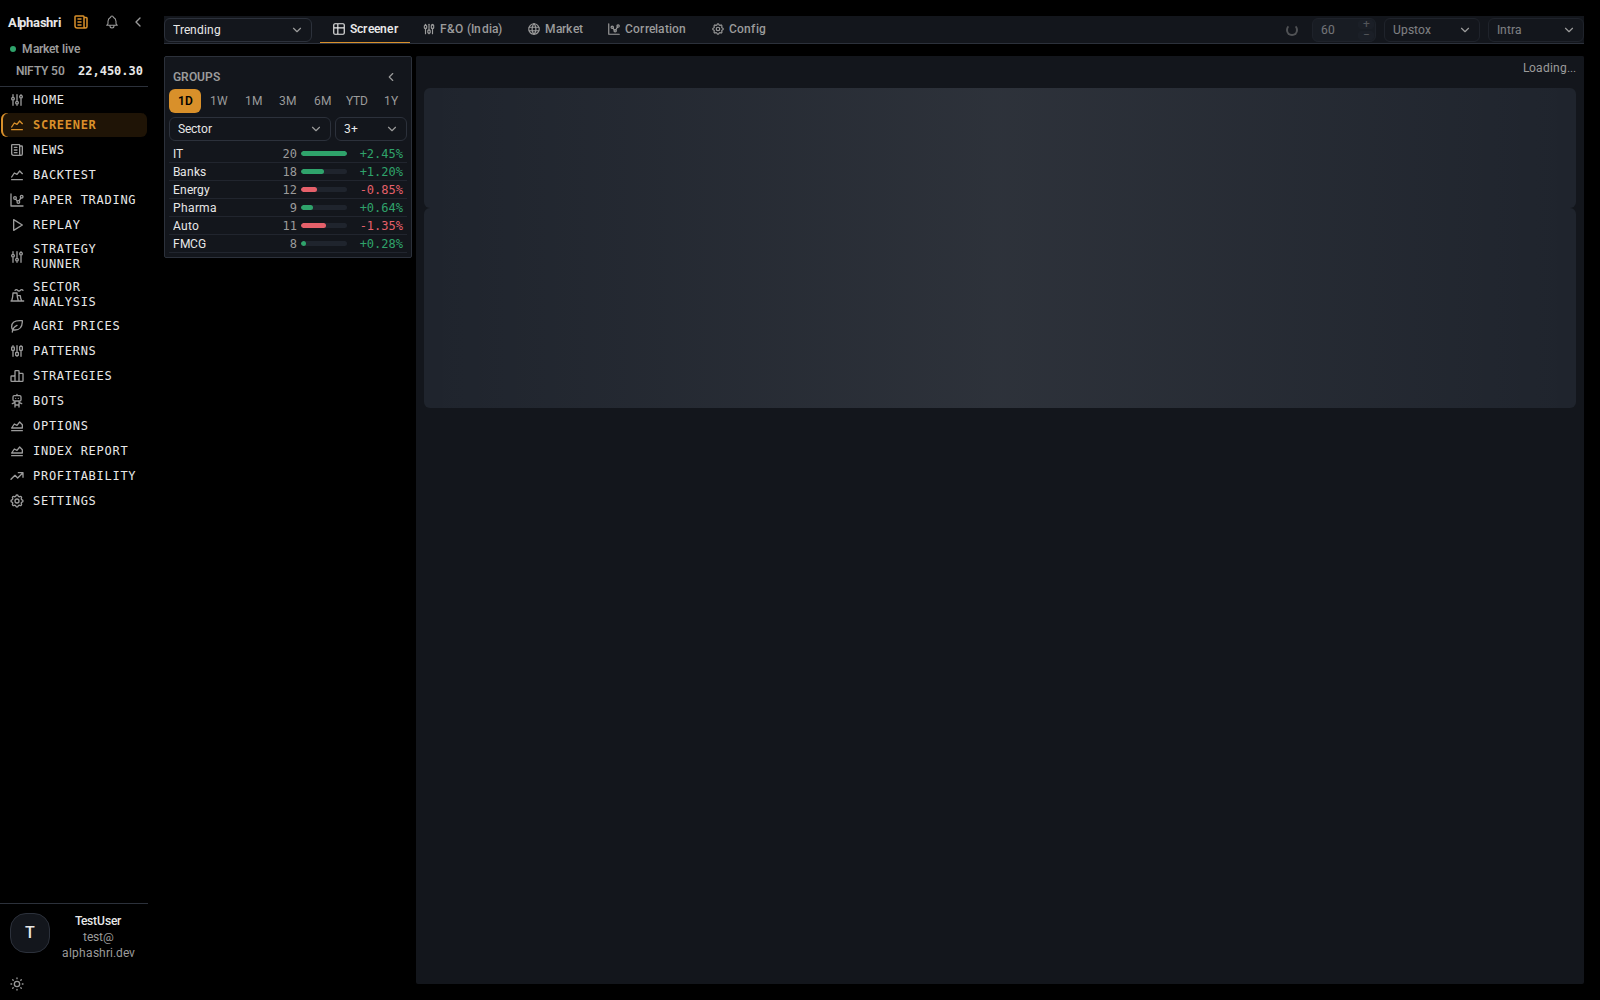 Alphashri
Market live
NIFTY 50 22,450.30
HOME
SCREENER
NEWS
BACKTEST
PAPER TRADING
REPLAY
STRATEGY
RUNNER
SECTOR
ANALYSIS
AGRI PRICES
PATTERNS
STRATEGIES
BOTS
OPTIONS
INDEX REPORT
PROFITABILITY
SETTINGS
T
TestUser
test@
alphashri.dev
Trending
Screener F&O (India) Market Correlation Config
60 Upstox Intra
GROUPS
1D 1W 1M 3M 6M YTD 1Y
Sector 3+
IT 20 +2.45%
Banks 18 +1.20%
Energy 12 -0.85%
Pharma 9 +0.64%
Auto 11 -1.35%
FMCG 8 +0.28%
Loading...